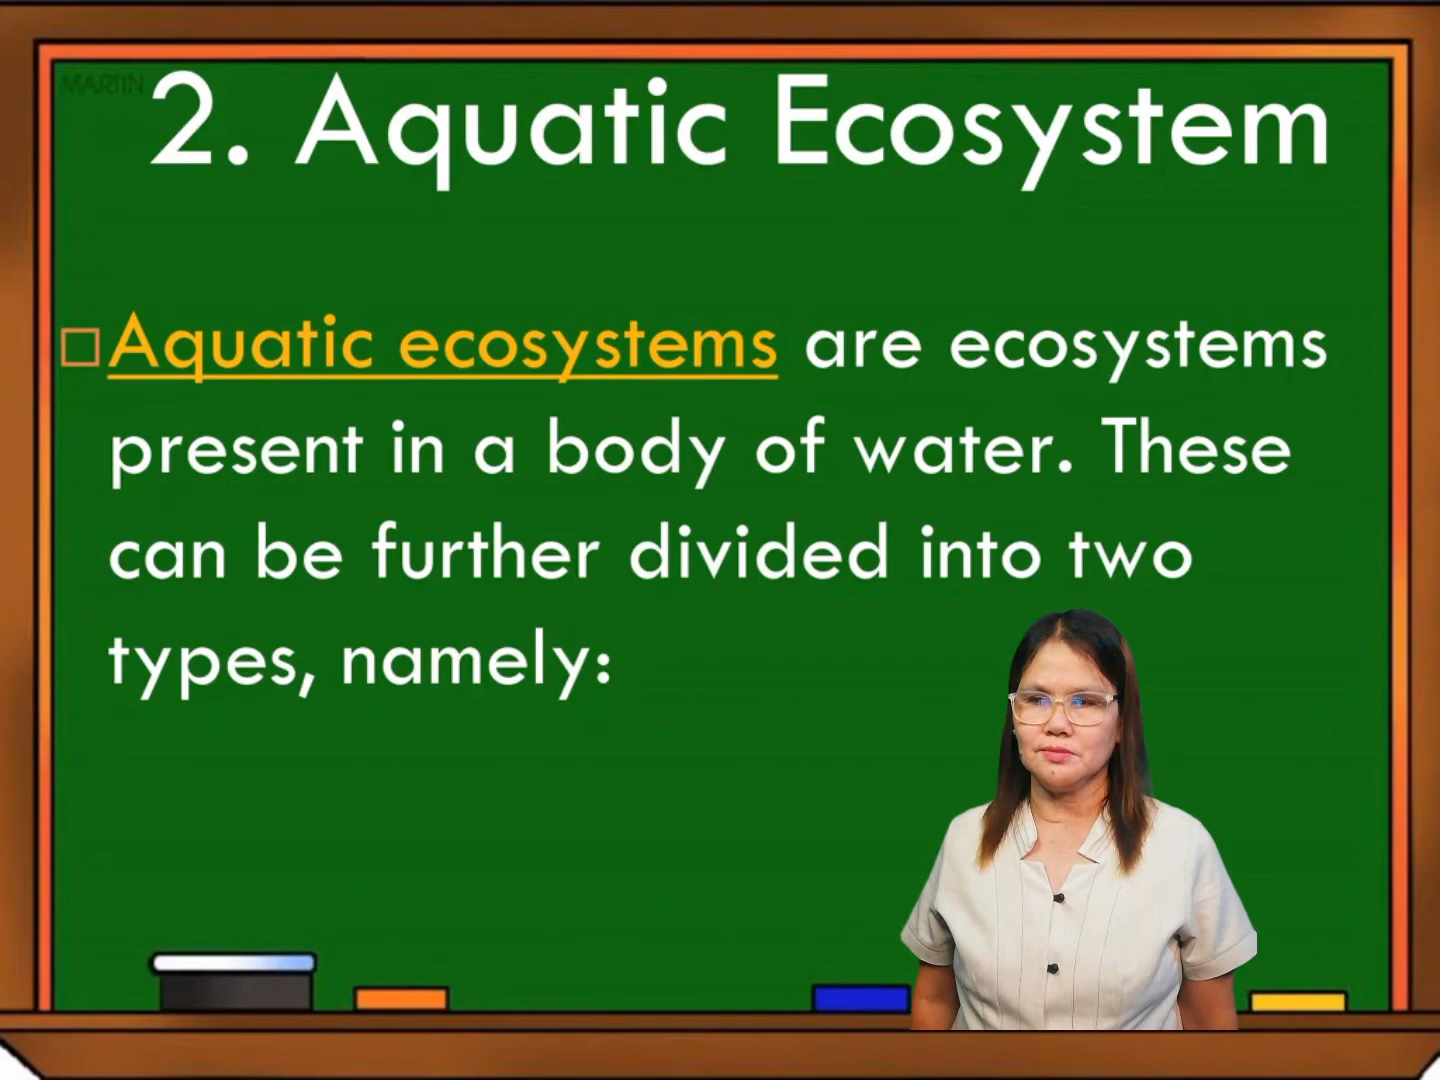 MARTIN
2. Aquatic Ecosystem
Aquatic ecosystems are ecosystems
present in a body of water. These
can be further divided into two
types, namely: